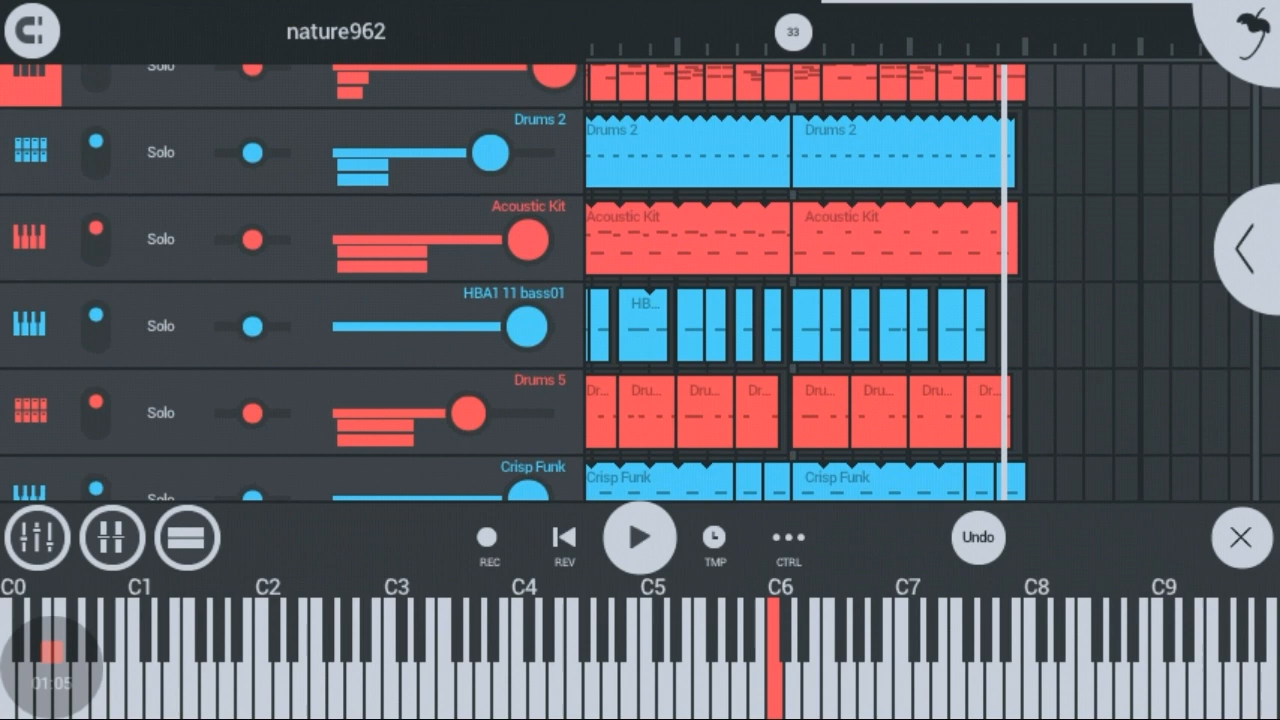 nature962
33
Solo
Drums 2
Solo
Drums 2
Drums 2
Acoustic Kit
Solo
Acoustic Kit
Acoustic Kit
HBA1 11 bass01
Solo
HB...
Drums 5
Solo
Dr...
Dru...
Dru...
Dr...
Dru...
Dru...
Dru...
Dr...
Crisp Funk
Solo
Crisp Funk
Crisp Funk
REC
REV
TMP
CTRL
Undo
C0 C1 C2 C3 C4 C5 C6 C7 C8 C9
01:05